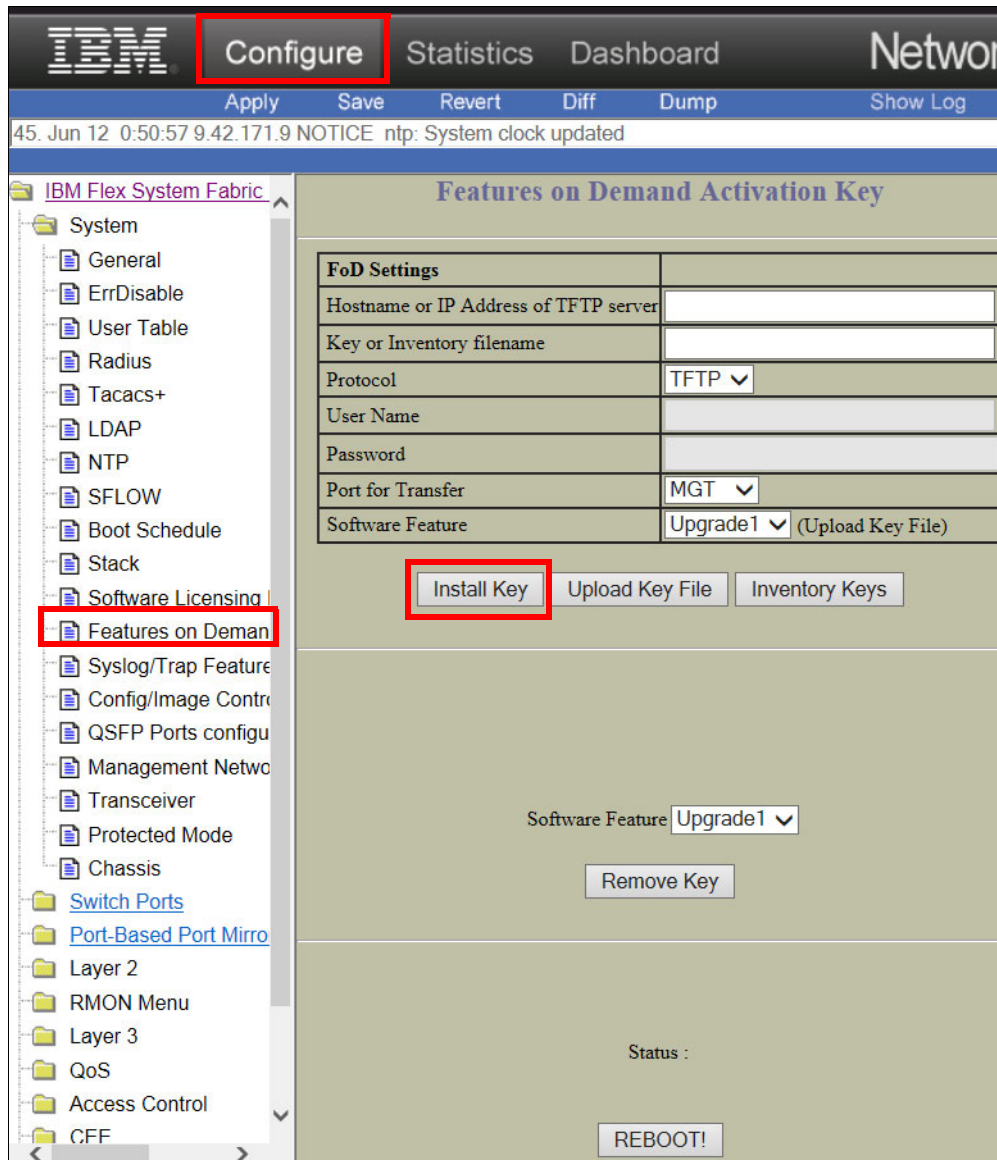 IBM. Configure Statistics Dashboard Networ
Apply Save Revert Diff Dump Show Log
45. Jun 12 0:50:57 9.42.171.9 NOTICE ntp: System clock updated
IBM Flex System Fabric
System
General
ErrDisable
User Table
Radius
Tacacs+
LDAP
NTP
SFLOW
Boot Schedule
Stack
Software Licensing
Features on Deman
Syslog/Trap Feature
Config/Image Contro
QSFP Ports configu
Management Netwo
Transceiver
Protected Mode
Chassis
Switch Ports
Port-Based Port Mirro
Layer 2
RMON Menu
Layer 3
QoS
Access Control
CEE
Features on Demand Activation Key
FoD Settings
Hostname or IP Address of TFTP server
Key or Inventory filename
Protocol TFTP
User Name
Password
Port for Transfer MGT
Software Feature Upgrade1 (Upload Key File)
Install Key Upload Key File Inventory Keys
Software Feature Upgrade1
Remove Key
Status :
REBOOT!